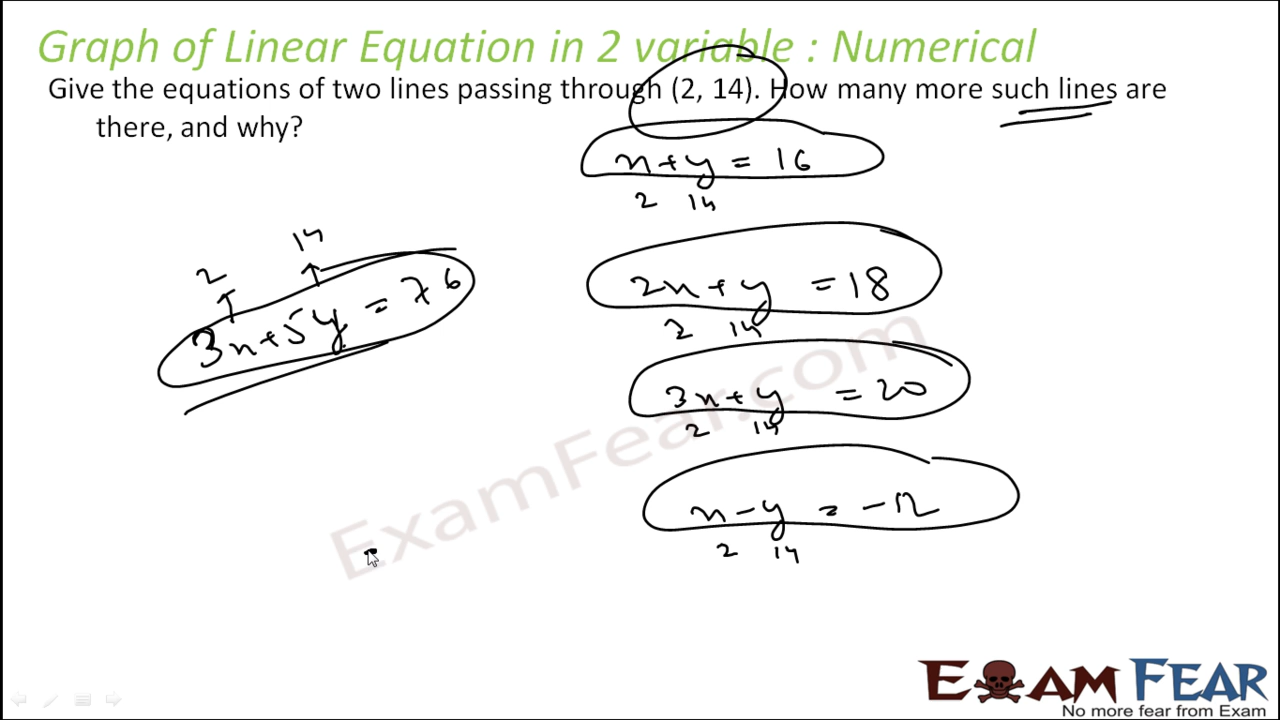 Graph of Linear Equation in 2 variable : Numerical
Give the equations of two lines passing through (2, 14). How many more such lines are
there, and why?
x+y = 16
2 14
2x+y = 18
2 14
3x+y = 20
2 14
x-y = -12
2 14
2 14
3x+5y = 76
ExamFear.com
EXAM FEAR
No more fear from Exam